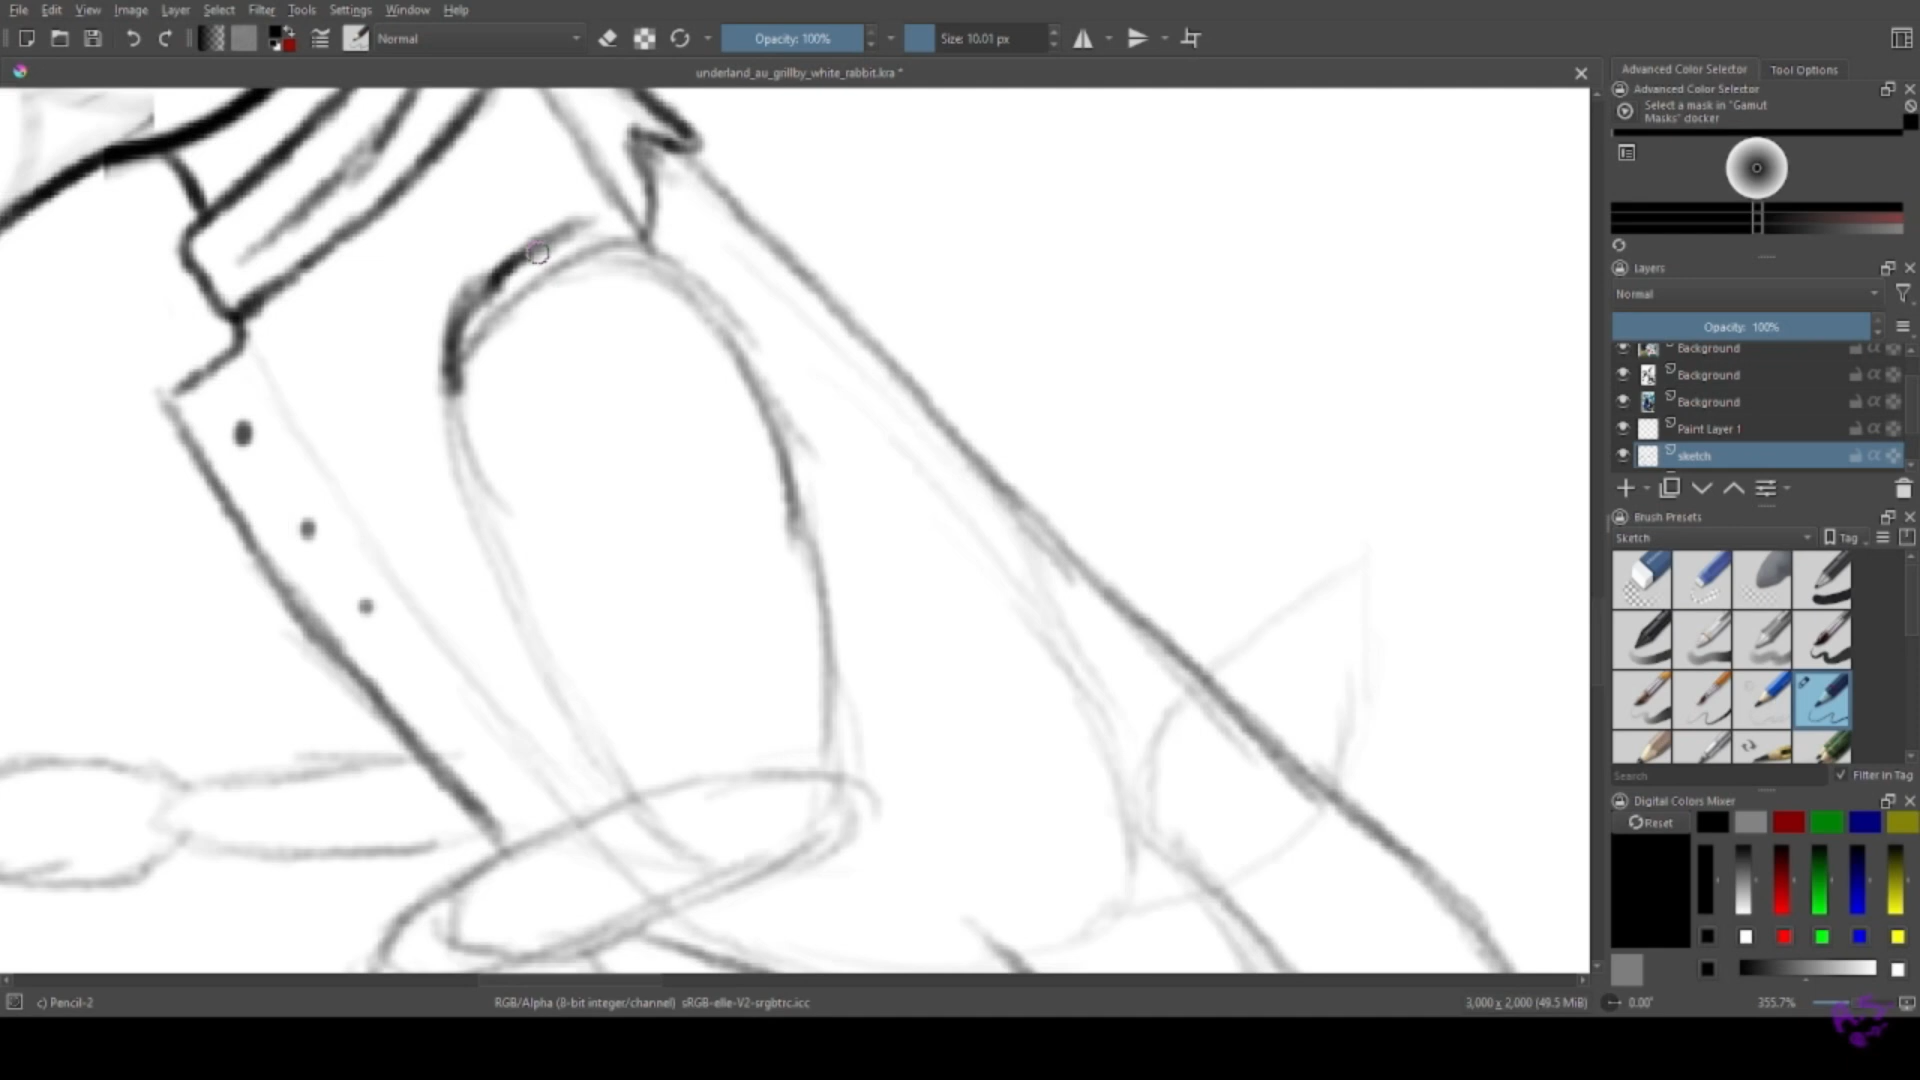 File Edit View Image Layer Select Filter Tools Settings Window Help
Normal Opacity: 100% Size: 10.01 px
underland_au_grillby_white_rabbit.kra *
Advanced Color Selector Tool Options
Advanced Color Selector
Select a mask in "Gamut
Masks" docker
Layers
Normal
Opacity: 100%
Background
Background
Background
Paint Layer 1
sketch
Brush Presets
Sketch Tag
Search Filter in Tag
Digital Colors Mixer
Reset
c) Pencil-2 RGB/Alpha (8-bit integer/channel) sRGB-elle-V2-srgbtrc.icc 3,000 x 2,000 (49.5 MiB) 0.00° 355.7%